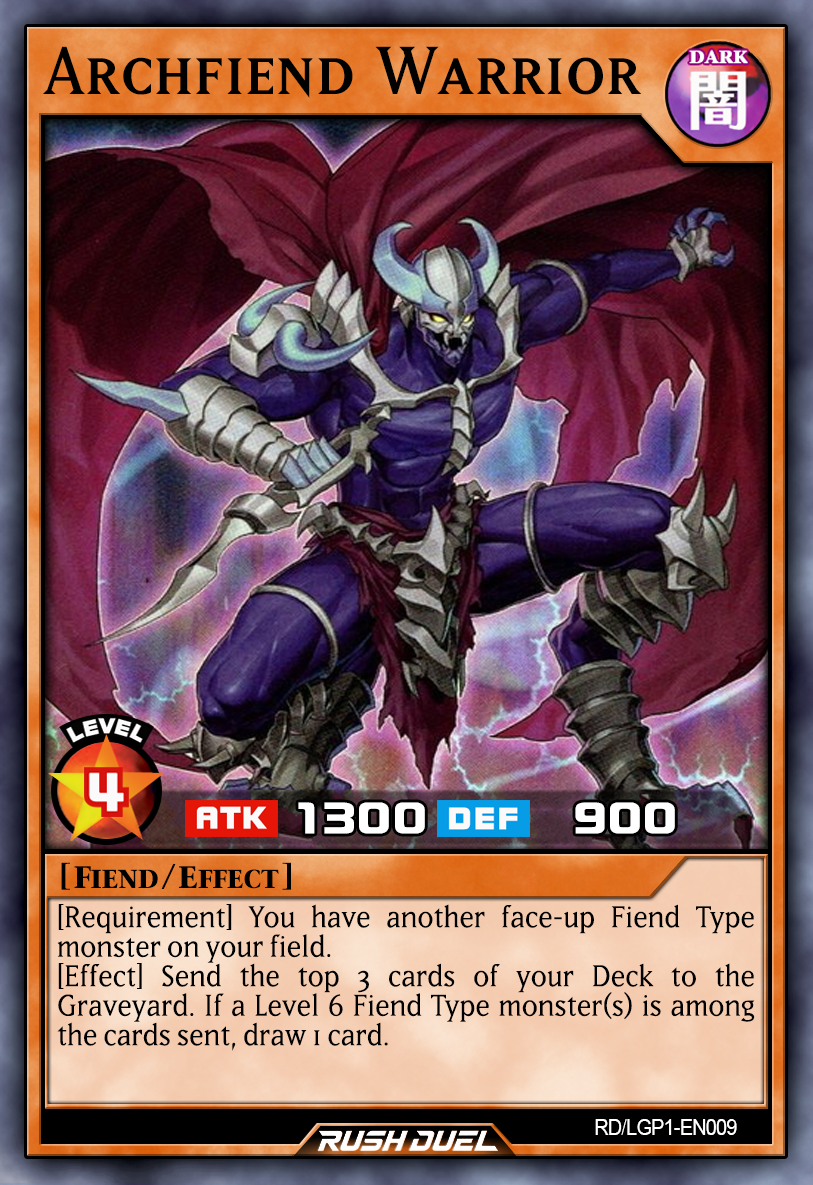 Archfiend Warrior
DARK
闇
LEVEL
4
ATK 1300 DEF 900
[Fiend/Effect]
[Requirement] You have another face-up Fiend Type
monster on your field.
[Effect] Send the top 3 cards of your Deck to the
Graveyard. If a Level 6 Fiend Type monster(s) is among
the cards sent, draw 1 card.
RD/LGP1-EN009
RUSH DUEL